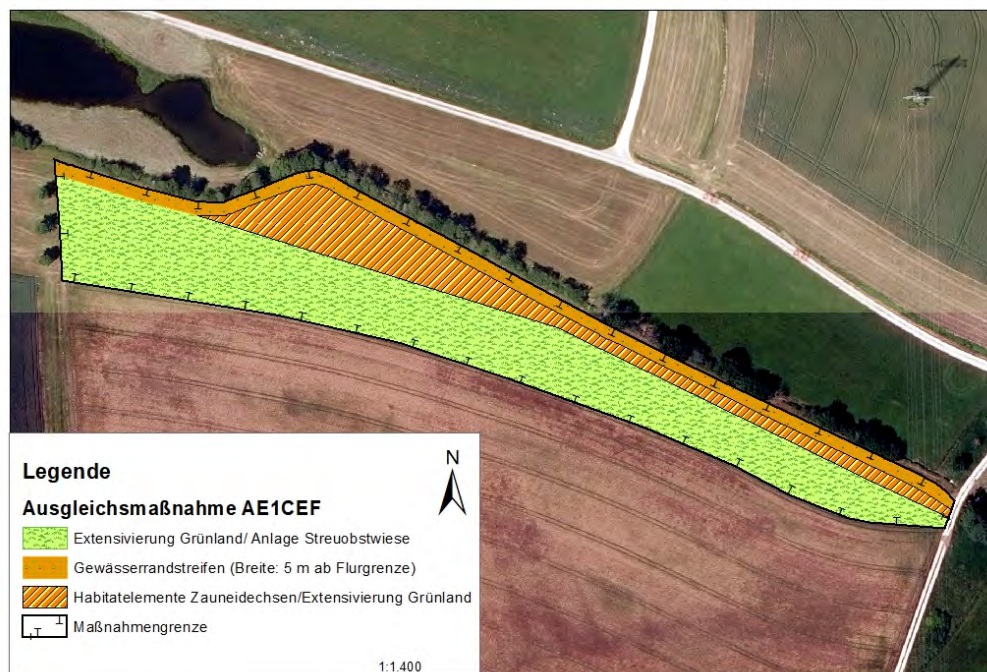 Legende
N
Ausgleichsmaßnahme AE1CEF
Extensivierung Grünland/ Anlage Streuobstwiese
Gewässerrandstreifen (Breite: 5 m ab Flurgrenze)
Habitatelemente Zauneidechsen/Extensivierung Grünland
Maßnahmengrenze
1:1.400